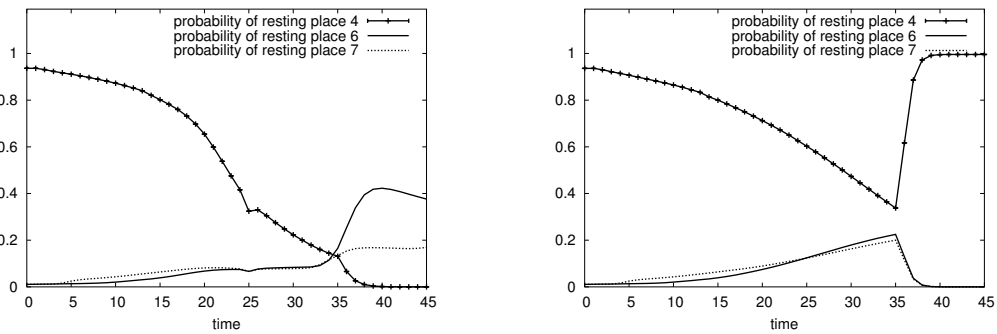 probability of resting place 4
probability of resting place 6
probability of resting place 7
1
0.8
0.6
0.4
0.2
0
0 5 10 15 20 25 30 35 40 45
time
probability of resting place 4
probability of resting place 6
probability of resting place 7
1
0.8
0.6
0.4
0.2
0
0 5 10 15 20 25 30 35 40 45
time